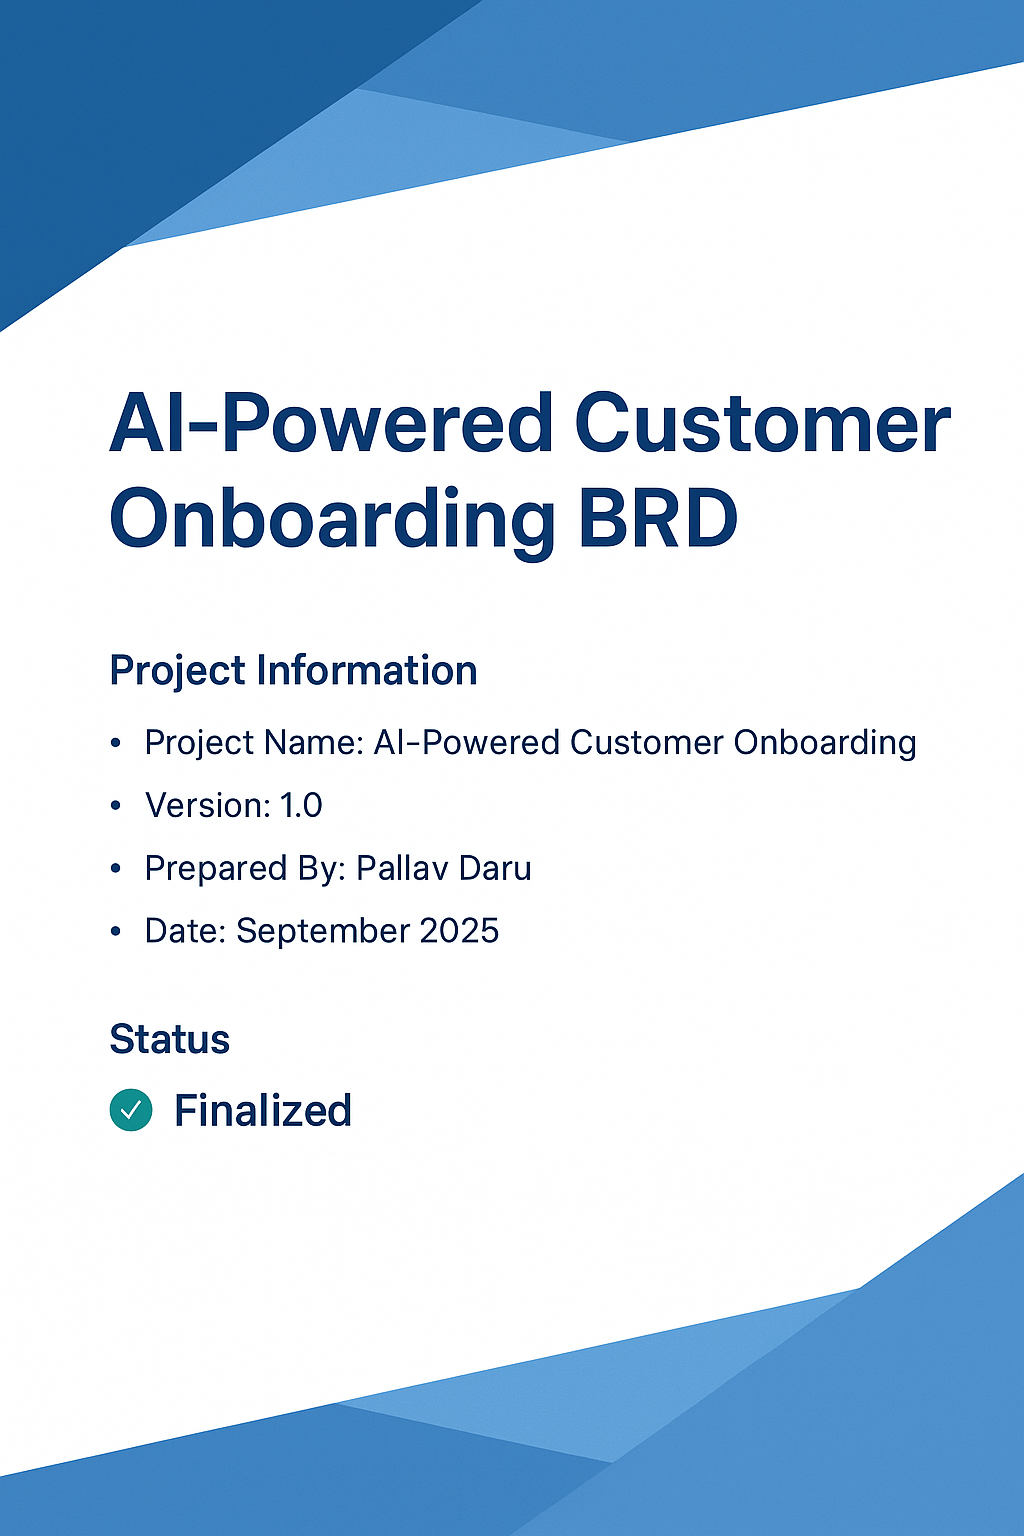 AI-Powered Customer
Onboarding BRD
Project Information
• Project Name: AI-Powered Customer Onboarding
• Version: 1.0
• Prepared By: Pallav Daru
• Date: September 2025
Status
Finalized